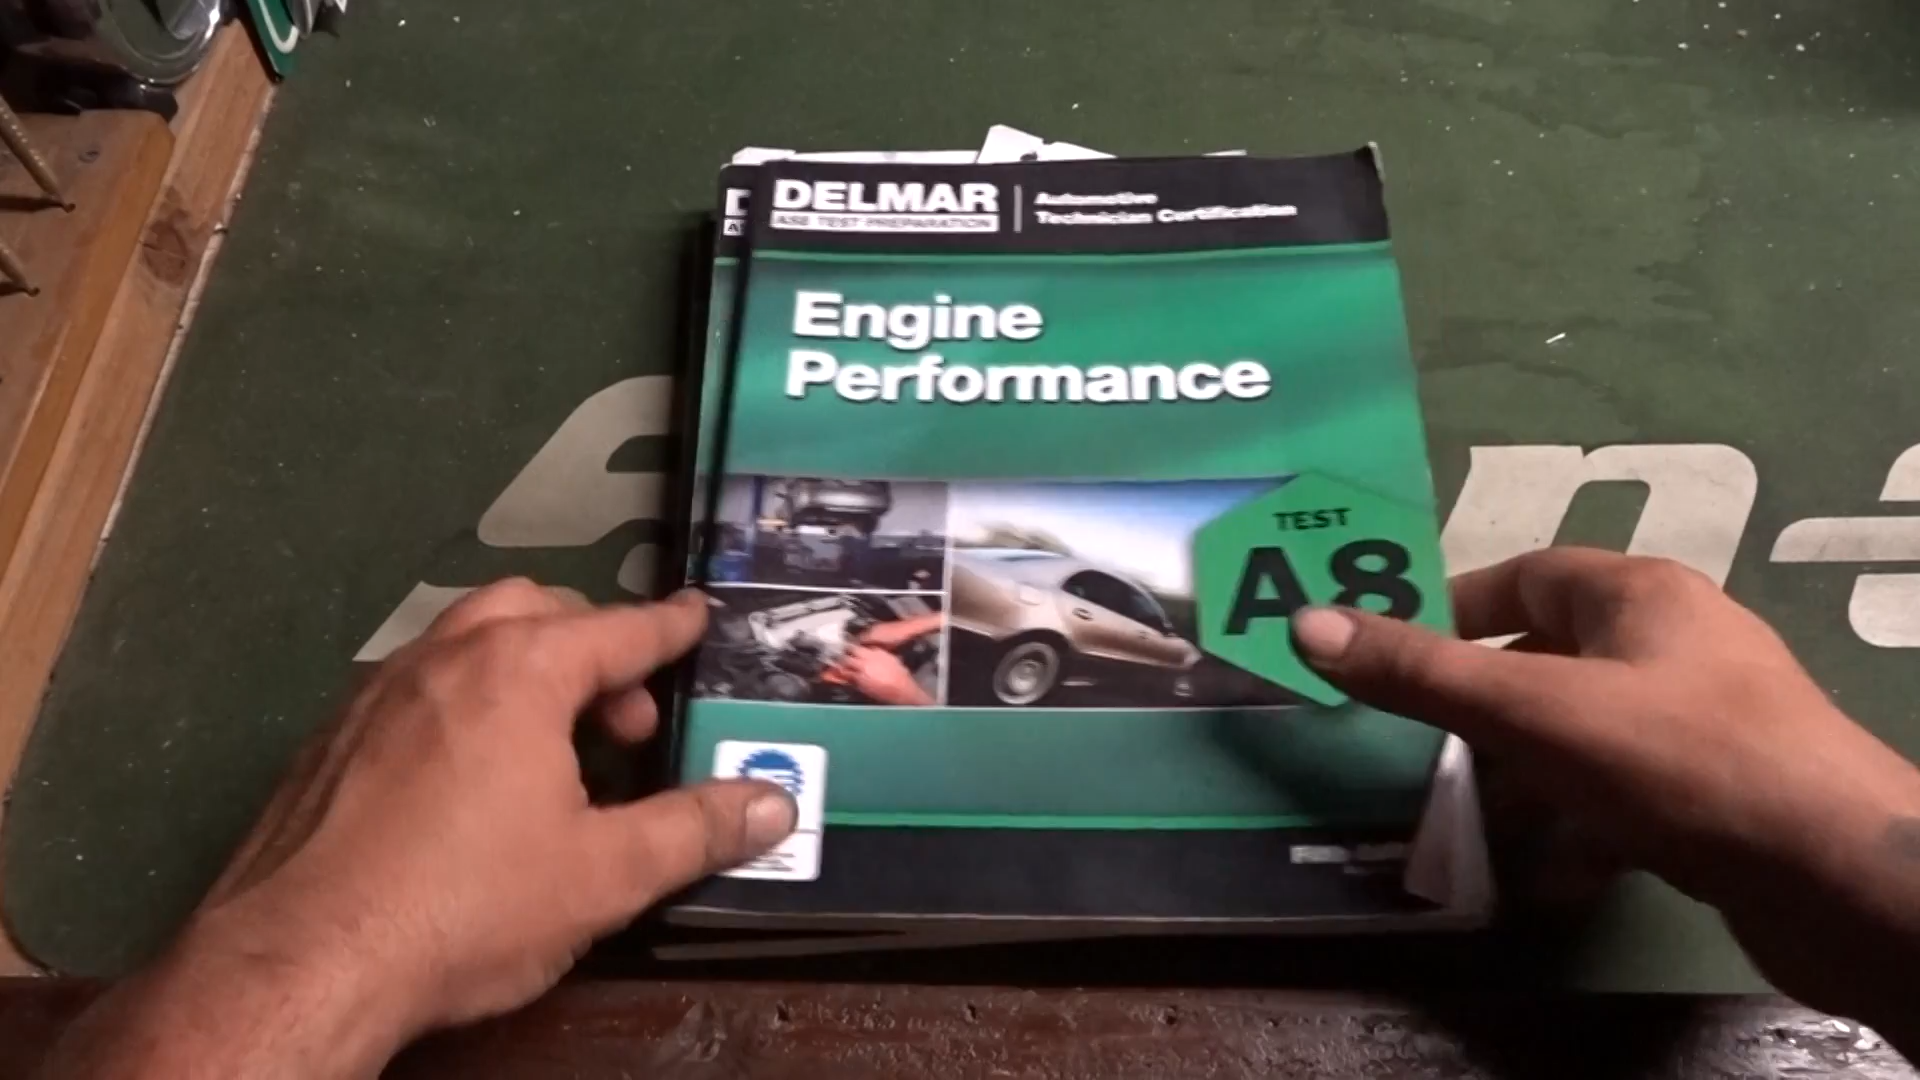 DELMAR
ASE TEST PREPARATION
Automotive
Technician Certification
Engine
Performance
TEST
A8